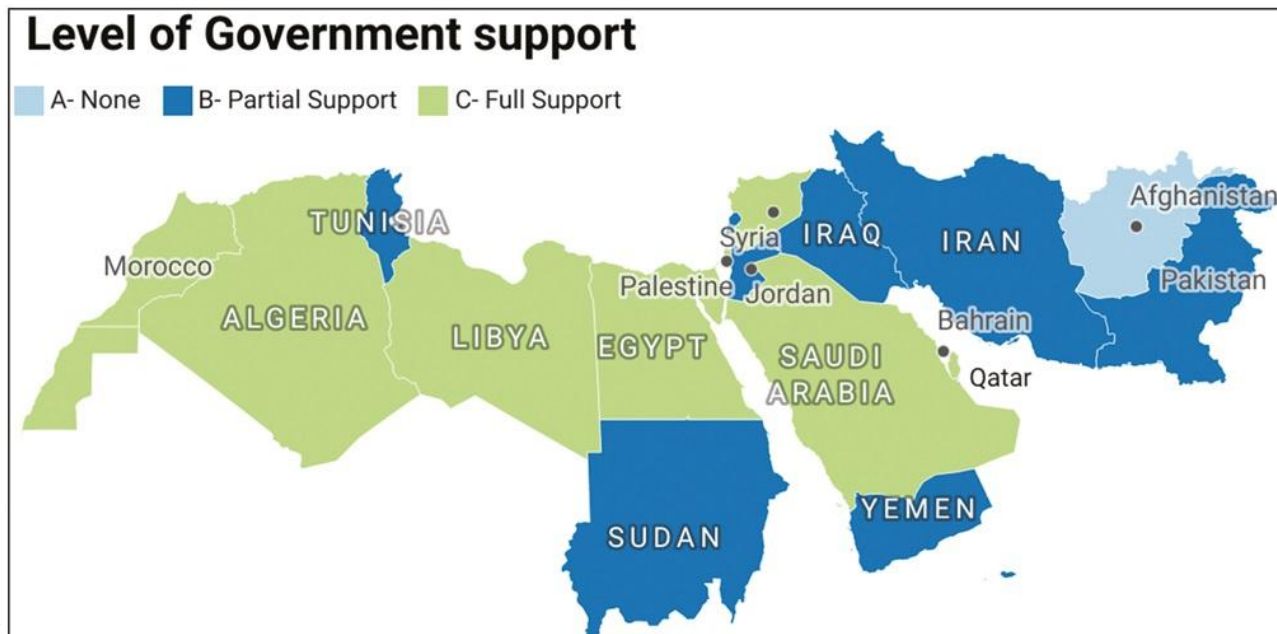 Level of Government support
A- None B- Partial Support C- Full Support
Afghanistan
TUNISIA
Syria IRAQ IRAN
Morocco
Palestine Jordan Pakistan
ALGERIA LIBYA EGYPT Bahrain
SAUDI
ARABIA Qatar
YEMEN
SUDAN